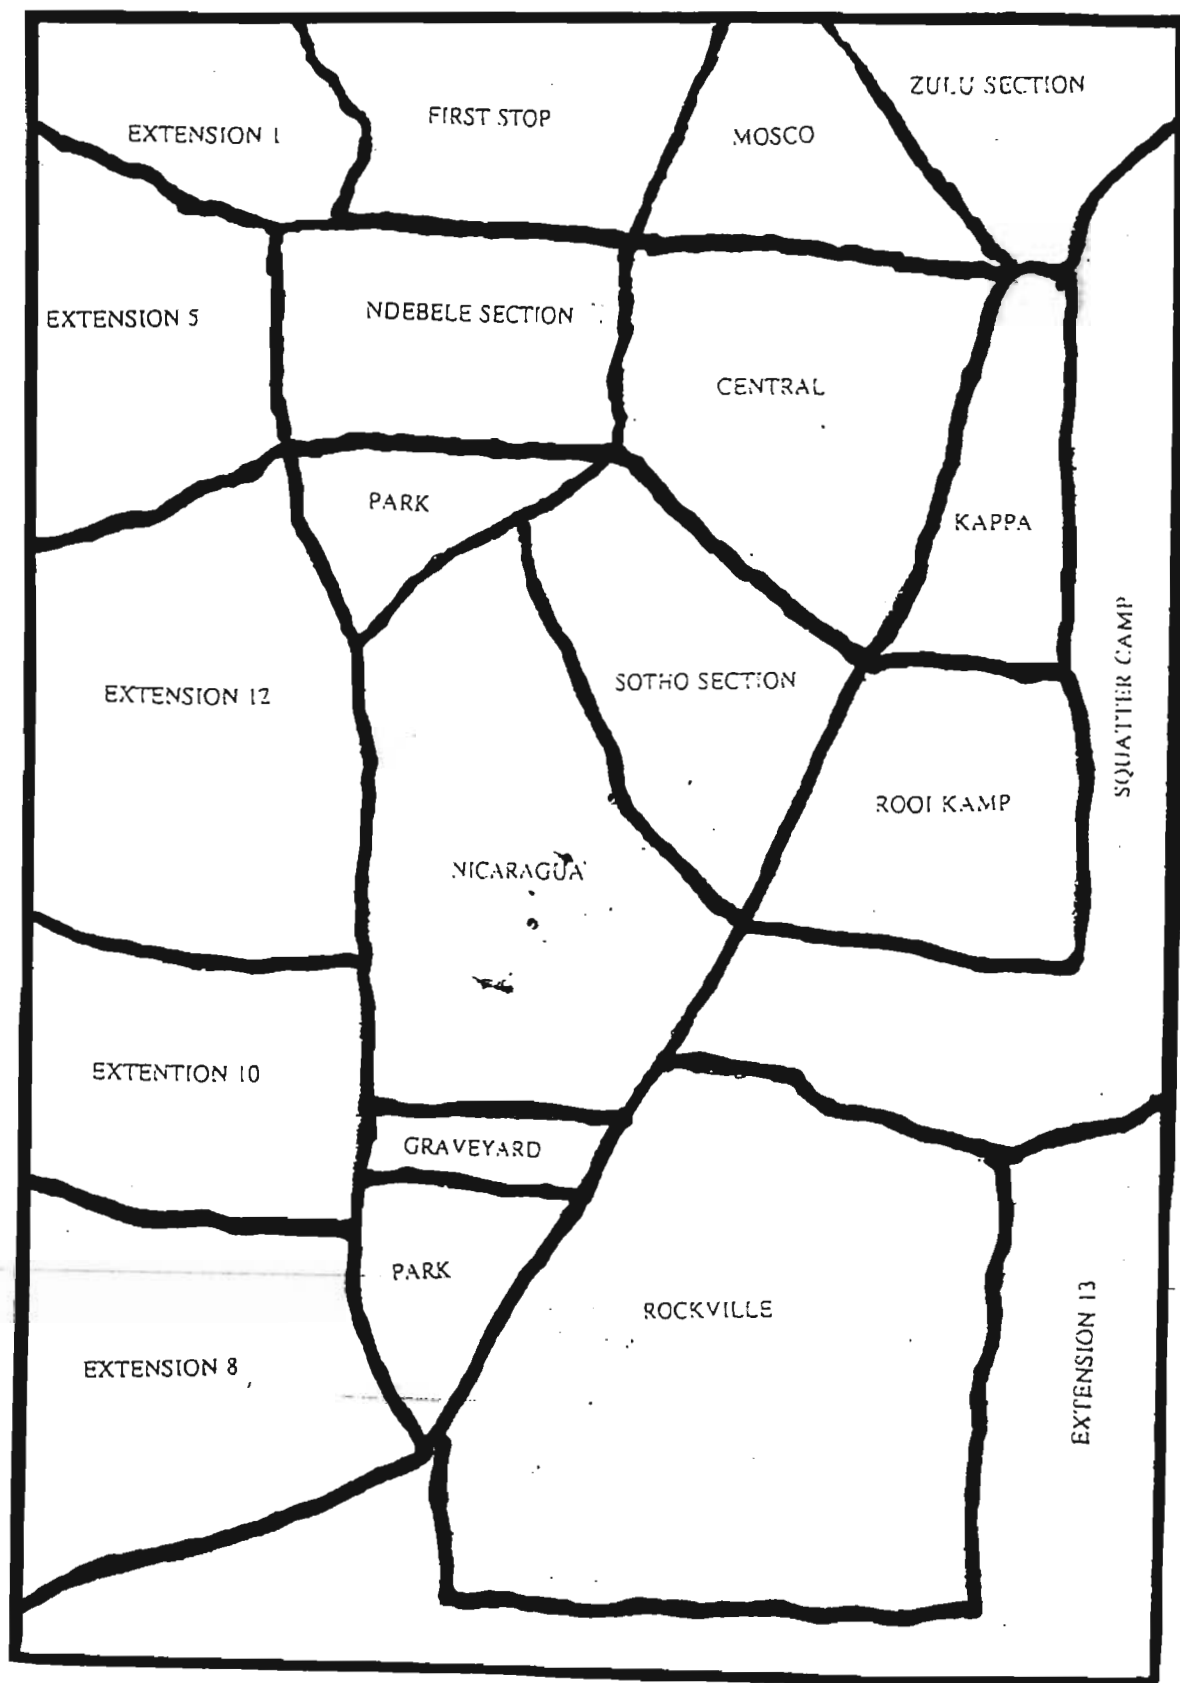 ZULU SECTION
FIRST STOP
EXTENSION 1
MOSCO
EXTENSION 5
NDEBELE SECTION
CENTRAL
PARK
KAPPA
SQUATTER CAMP
EXTENSION 12
SOTHO SECTION
ROOI KAMP
NICARAGUA
EXTENTION 10
GRAVEYARD
PARK
ROCKVILLE
EXTENSION 13
EXTENSION 8